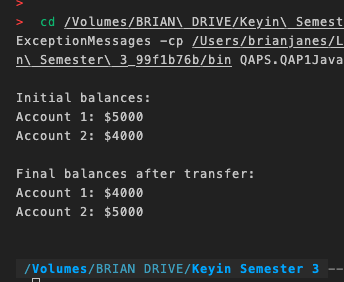 >
> cd /Volumes/BRIAN\ DRIVE/Keyin\ Semest
ExceptionMessages -cp /Users/brianjanes/L
n\ Semester\ 3_99f1b76b/bin QAPS.QAP1Java
Initial balances:
Account 1: $5000
Account 2: $4000
Final balances after transfer:
Account 1: $4000
Account 2: $5000
/Volumes/BRIAN DRIVE/Keyin Semester 3 --